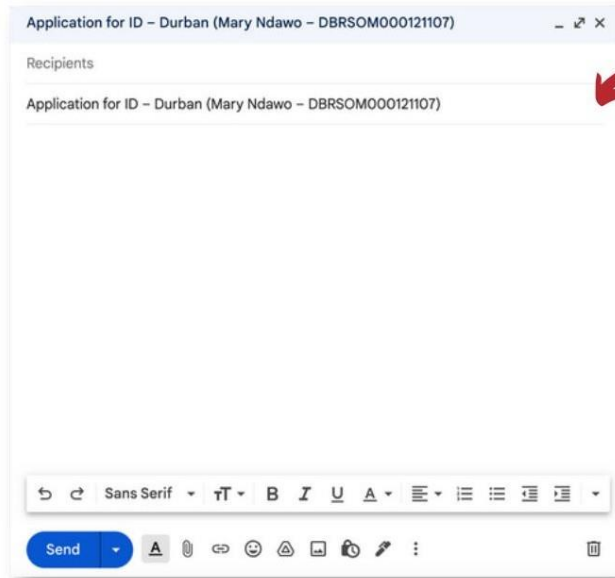 Application for ID – Durban (Mary Ndawo – DBRSOM000121107)
Recipients
Application for ID – Durban (Mary Ndawo – DBRSOM000121107)
Sans Serif
Send